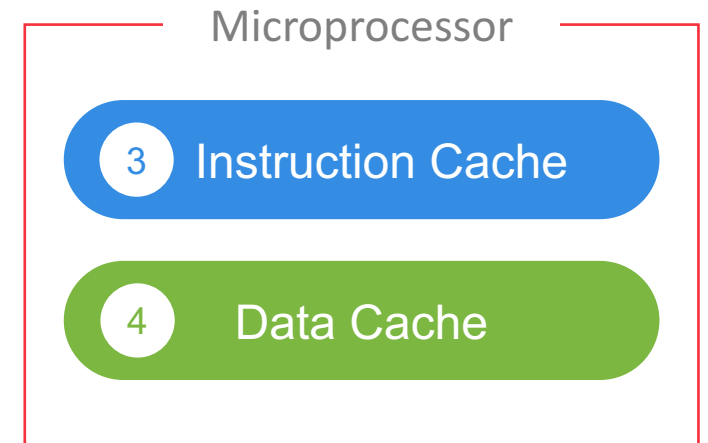 Microprocessor
3 Instruction Cache
4 Data Cache